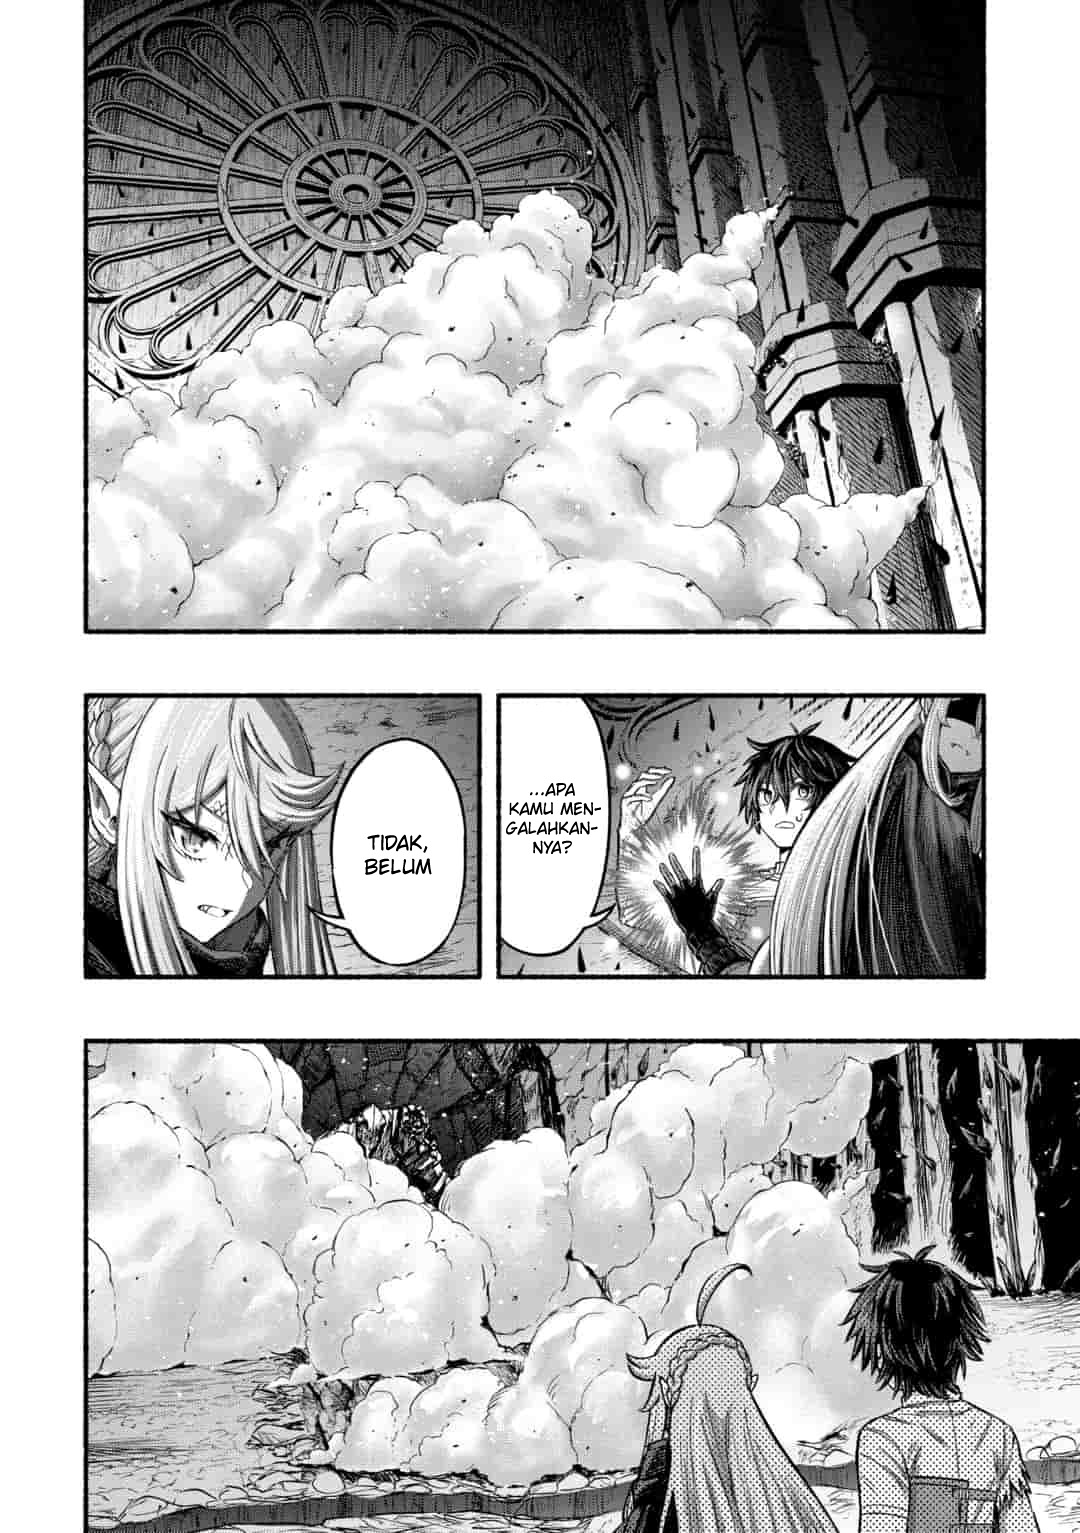 ...APA
KAMU MEN-
GALAHKAN-
NYA?
TIDAK,
BELUM